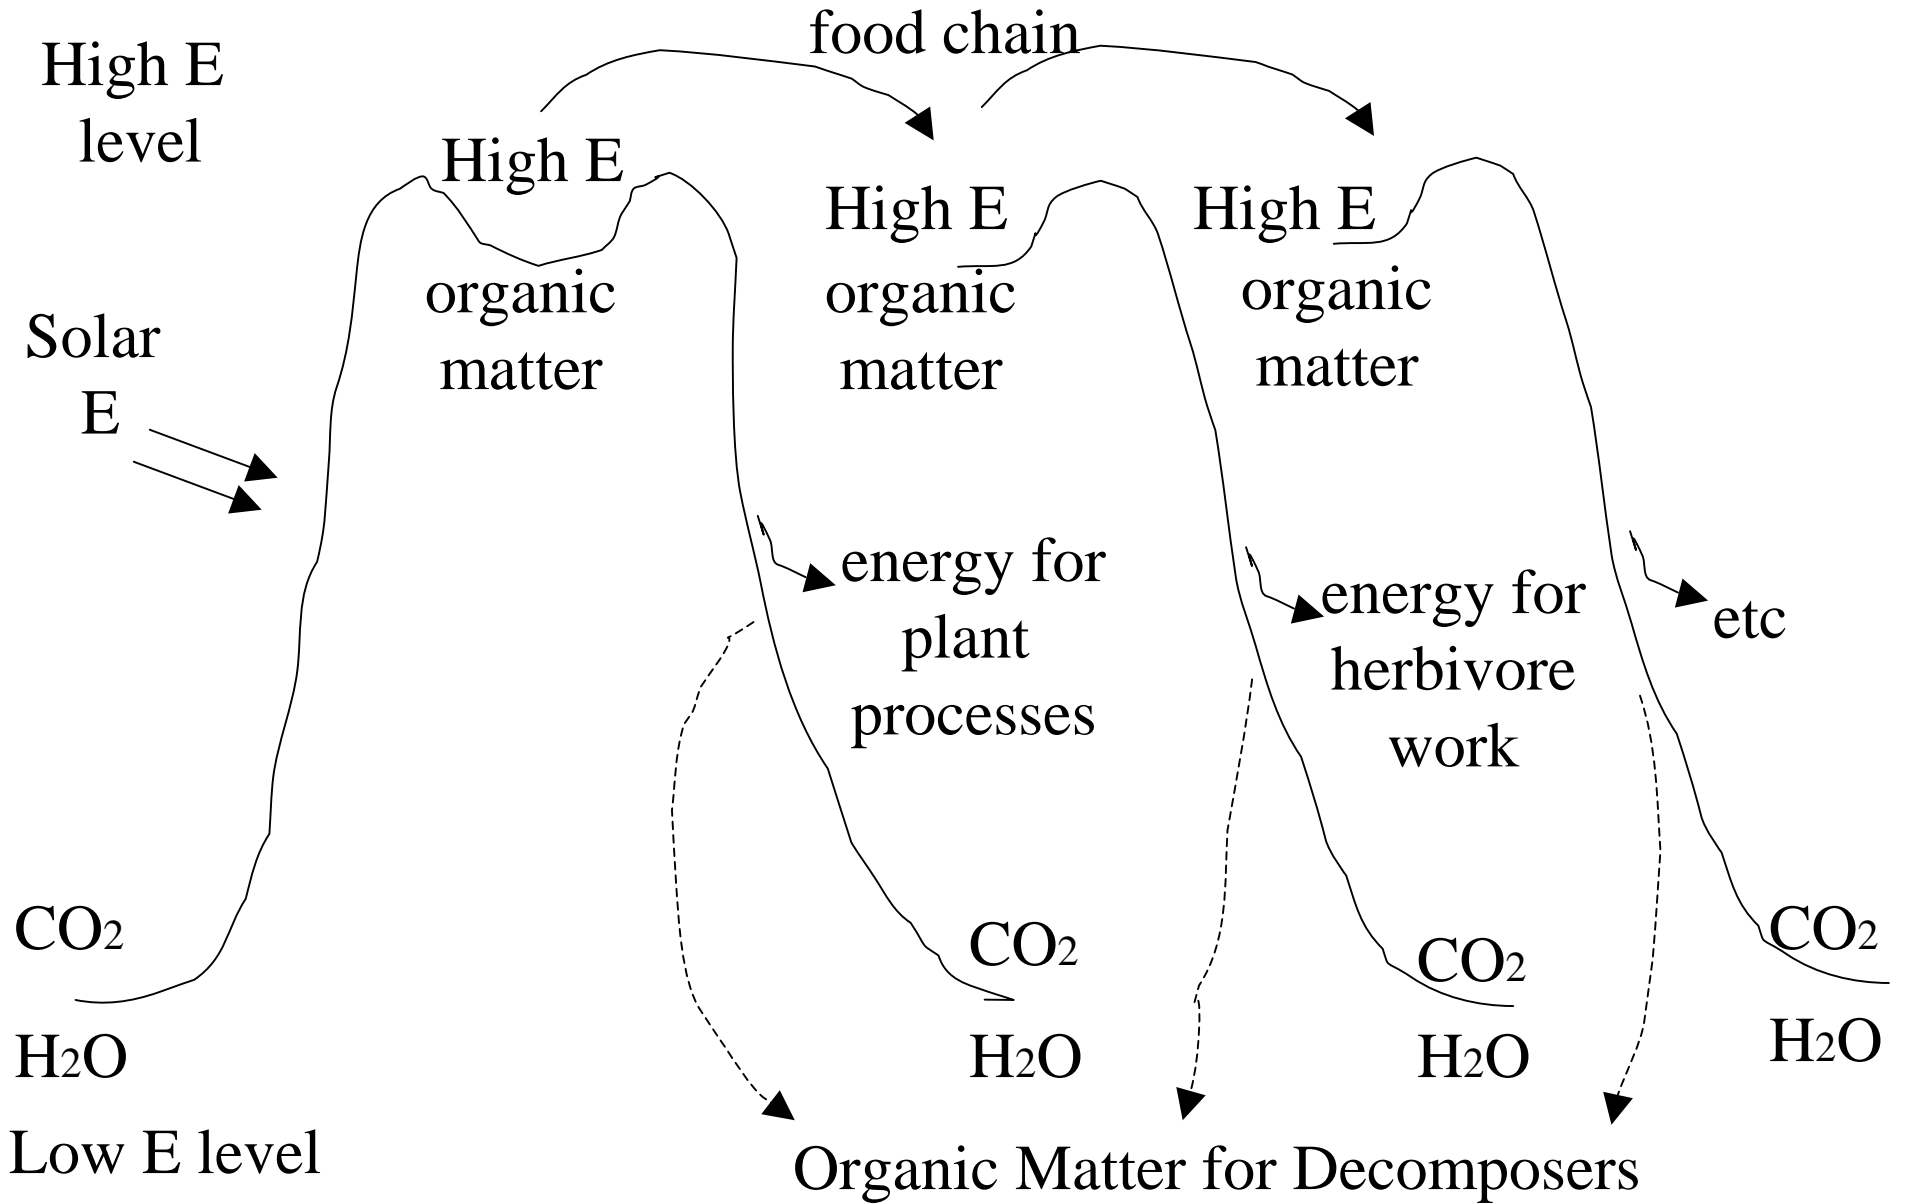 food chain
High E
level
High E
organic
matter
High E
organic
matter
High E
organic
matter
Solar
E
energy for
plant
processes
energy for
herbivore
work
etc
CO2
H2O
CO2
H2O
CO2
H2O
CO2
H2O
Low E level
Organic Matter for Decomposers